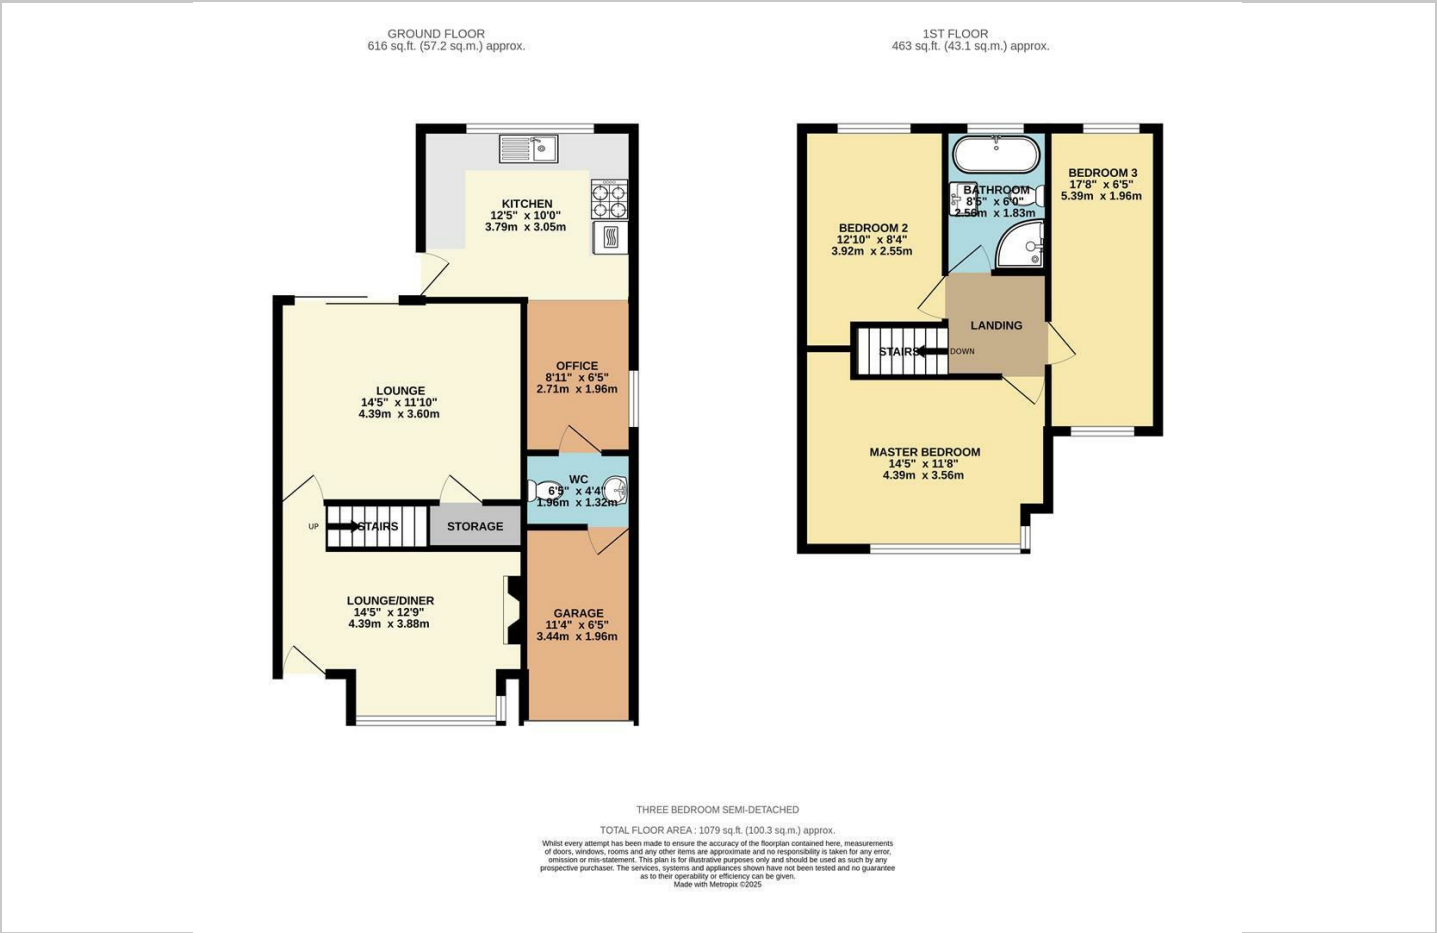 GROUND FLOOR
616 sq.ft. (57.2 sq.m.) approx.
1ST FLOOR
463 sq.ft. (43.1 sq.m.) approx.
KITCHEN
12'5" x 10'0"
3.79m x 3.05m
OFFICE
8'11" x 6'5"
2.71m x 1.96m
LOUNGE
14'5" x 11'10"
4.39m x 3.60m
WC
6'5" x 4'4"
1.96m x 1.32m
UP
STAIRS
STORAGE
LOUNGE/DINER
14'5" x 12'9"
4.39m x 3.88m
GARAGE
11'4" x 6'5"
3.44m x 1.96m
BEDROOM 2
12'10" x 8'4"
3.92m x 2.55m
BATHROOM
8'5" x 6'0"
2.56m x 1.83m
BEDROOM 3
17'8" x 6'5"
5.39m x 1.96m
LANDING
STAIRS
DOWN
MASTER BEDROOM
14'5" x 11'8"
4.39m x 3.56m
THREE BEDROOM SEMI-DETACHED
TOTAL FLOOR AREA : 1079 sq.ft. (100.3 sq.m.) approx.
Whilst every attempt has been made to ensure the accuracy of the floorplan contained here, measurements
of doors, windows, rooms and any other items are approximate and no responsibility is taken for any error,
omission or mis-statement. This plan is for illustrative purposes only and should be used as such by any
prospective purchaser. The services, systems and appliances shown have not been tested and no guarantee
as to their operability or efficiency can be given.
Made with Metropix ©2025